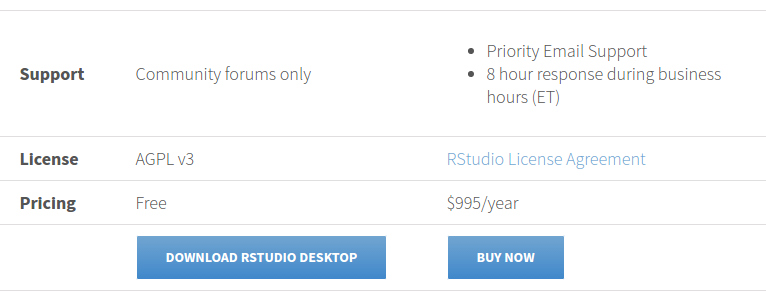 Support
Community forums only
• Priority Email Support
• 8 hour response during business
hours (ET)
License
AGPL v3
RStudio License Agreement
Pricing
Free
$995/year
DOWNLOAD RSTUDIO DESKTOP
BUY NOW